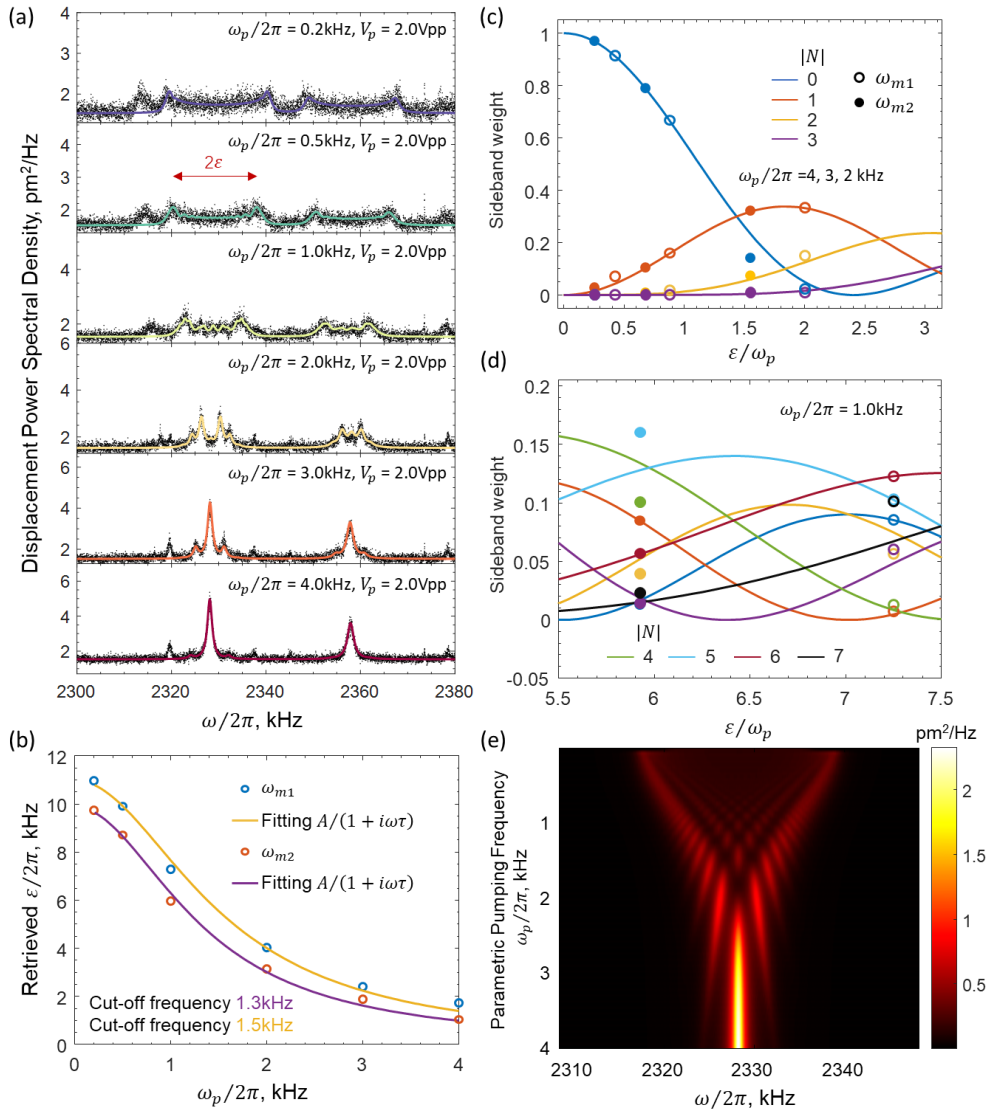 (a)
Displacement Power Spectral Density, pm²/Hz
ωp/2π = 0.2kHz, Vp = 2.0Vpp
4
3
2
ωp/2π = 0.5kHz, Vp = 2.0Vpp
2ε
4
3
2
ωp/2π = 1.0kHz, Vp = 2.0Vpp
4
2
ωp/2π = 2.0kHz, Vp = 2.0Vpp
6
4
2
ωp/2π = 3.0kHz, Vp = 2.0Vpp
6
4
2
ωp/2π = 4.0kHz, Vp = 2.0Vpp
6
4
2
2300 2320 2340 2360 2380
ω/2π, kHz
(b)
Retrieved ε/2π, kHz
12
10
8
6
4
2
0
ωm1
Fitting A/(1 + iωτ)
ωm2
Fitting A/(1 + iωτ)
Cut-off frequency 1.3kHz
Cut-off frequency 1.5kHz
0 1 2 3 4
ωp/2π, kHz
(c)
Sideband weight
1
0.8
0.6
0.4
0.2
0
|N|
0
1
2
3
ωm1
ωm2
ωp/2π =4, 3, 2 kHz
0 0.5 1 1.5 2 2.5 3
ε/ωp
(d)
Sideband weight
0.2
0.15
0.1
0.05
0
-0.05
ωp/2π = 1.0kHz
|N|
4 5 6 7
5.5 6 6.5 7 7.5
ε/ωp
(e)
pm²/Hz
Parametric Pumping Frequency
ωp/2π, kHz
1
2
3
4
2310 2320 2330 2340
ω/2π, kHz
2
1.5
1
0.5